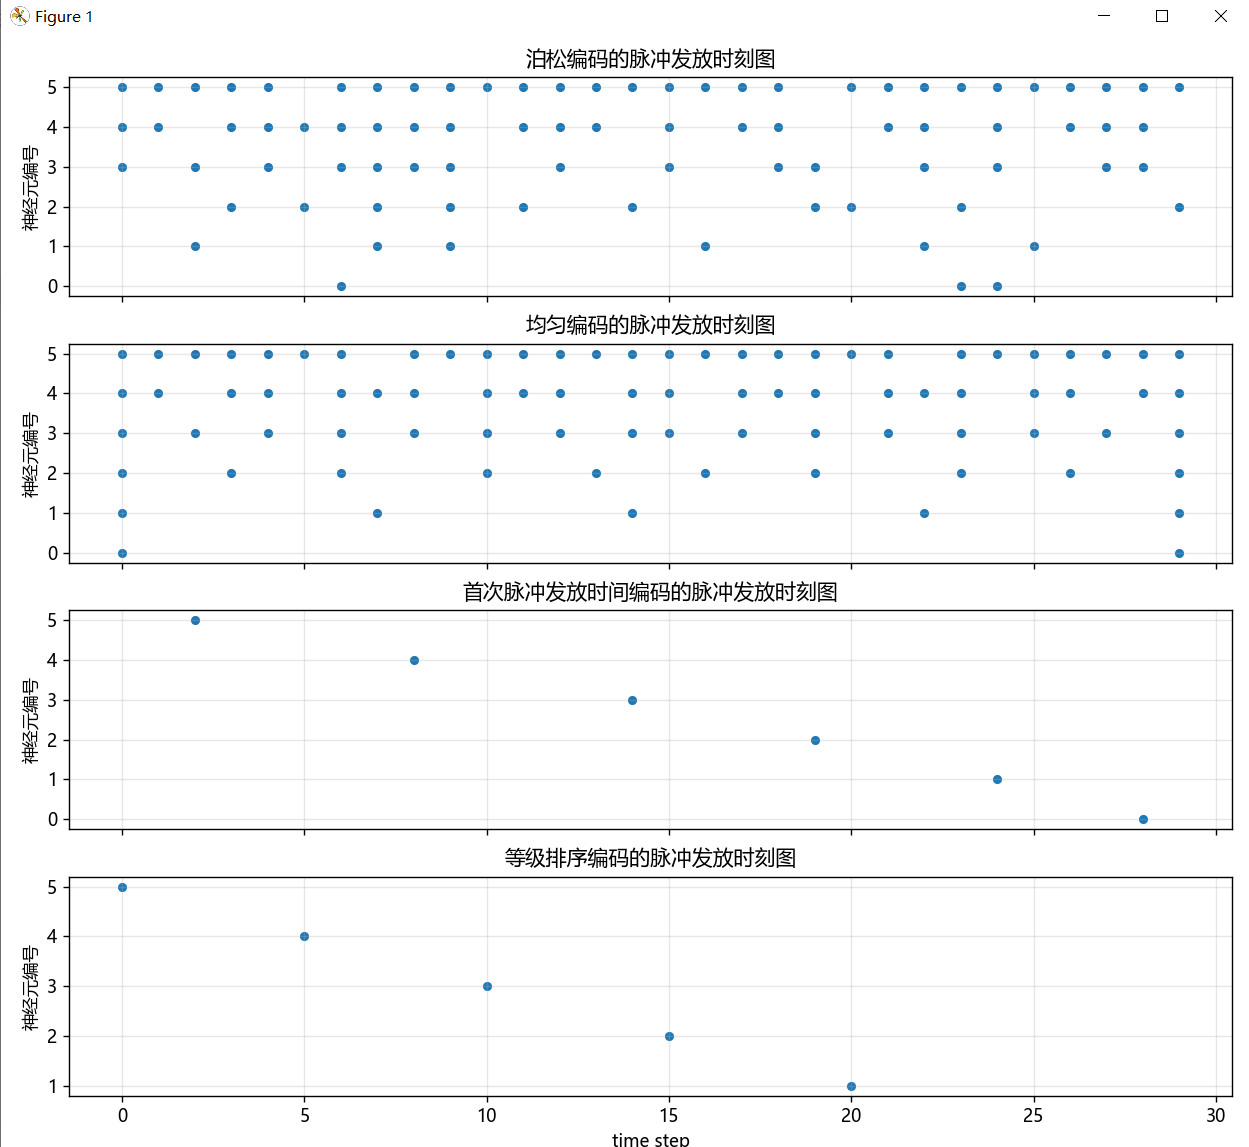 Figure 1
泊松编码的脉冲发放时刻图
5
4
3
2
1
0
神经元编号
均匀编码的脉冲发放时刻图
5
4
3
2
1
0
神经元编号
首次脉冲发放时间编码的脉冲发放时刻图
5
4
3
2
1
0
神经元编号
等级排序编码的脉冲发放时刻图
5
4
3
2
1
神经元编号
0 5 10 15 20 25 30
time step